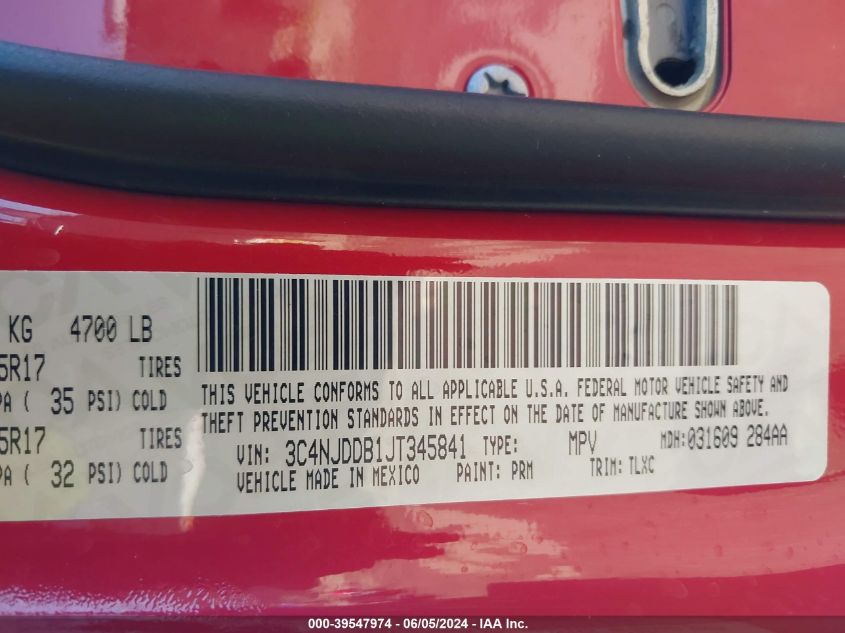 KG 4700 LB
5R17 TIRES
PA ( 35 PSI) COLD
5R17 TIRES
PA ( 32 PSI) COLD
THIS VEHICLE CONFORMS TO ALL APPLICABLE U.S.A. FEDERAL MOTOR VEHICLE SAFETY AND
THEFT PREVENTION STANDARDS IN EFFECT ON THE DATE OF MANUFACTURE SHOWN ABOVE.
VIN: 3C4NJDDB1JT345841 TYPE: MPV MDH:031609 284AA
VEHICLE MADE IN MEXICO PAINT: PRM TRIM: TLXC
000-39547974 - 06/05/2024 - IAA Inc.